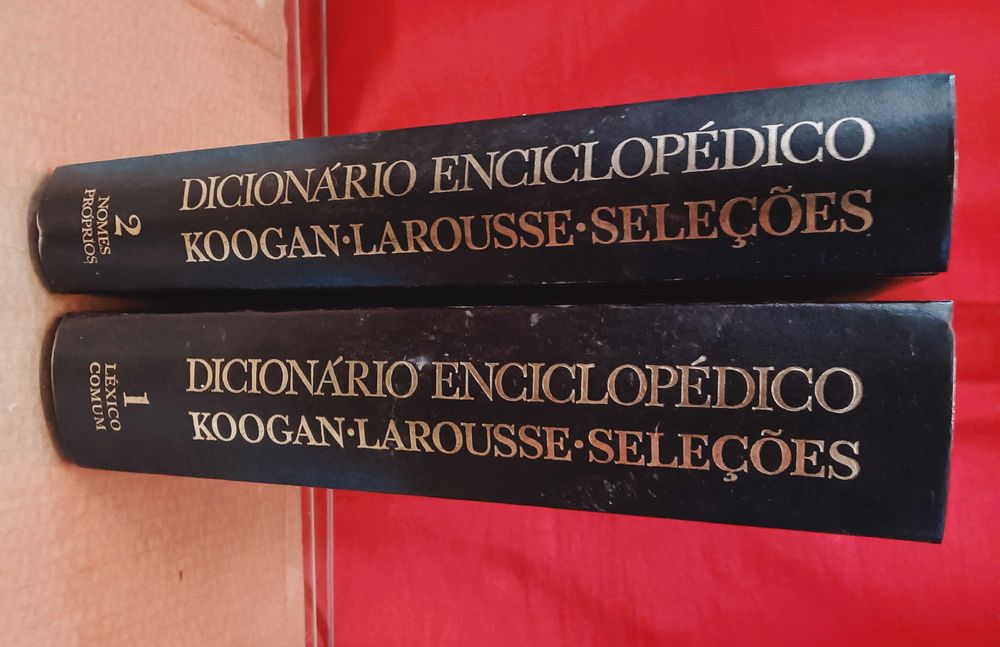 DICIONÁRIO ENCICLOPÉDICO
KOOGAN·LAROUSSE·SELEÇÕES
2
NOMES
PRÓPRIOS
DICIONÁRIO ENCICLOPÉDICO
KOOGAN·LAROUSSE·SELEÇÕES
1
LÉXICO
COMUM